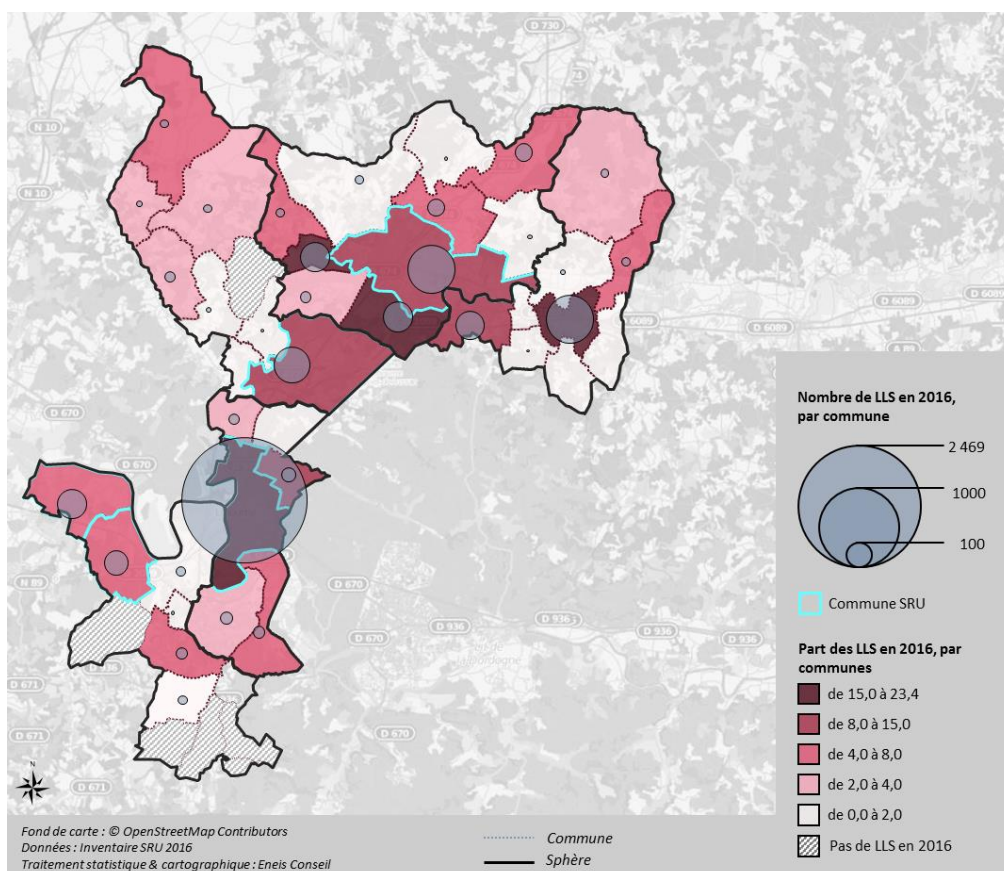 D 730
N 10
N 10
D 6089
D 6089
6089
A 89
D 670
D 670
N 89
D 670
D 936
D 936
D 936
D 670
D 671
D 671
D 670
D 671
N
Nombre de LLS en 2016,
par commune
2 469
1000
100
Commune SRU
Part des LLS en 2016, par
communes
de 15,0 à 23,4
de 8,0 à 15,0
de 4,0 à 8,0
de 2,0 à 4,0
de 0,0 à 2,0
Pas de LLS en 2016
Fond de carte : © OpenStreetMap Contributors
Données : Inventaire SRU 2016
Traitement statistique & cartographique : Eneis Conseil
Commune
Sphère